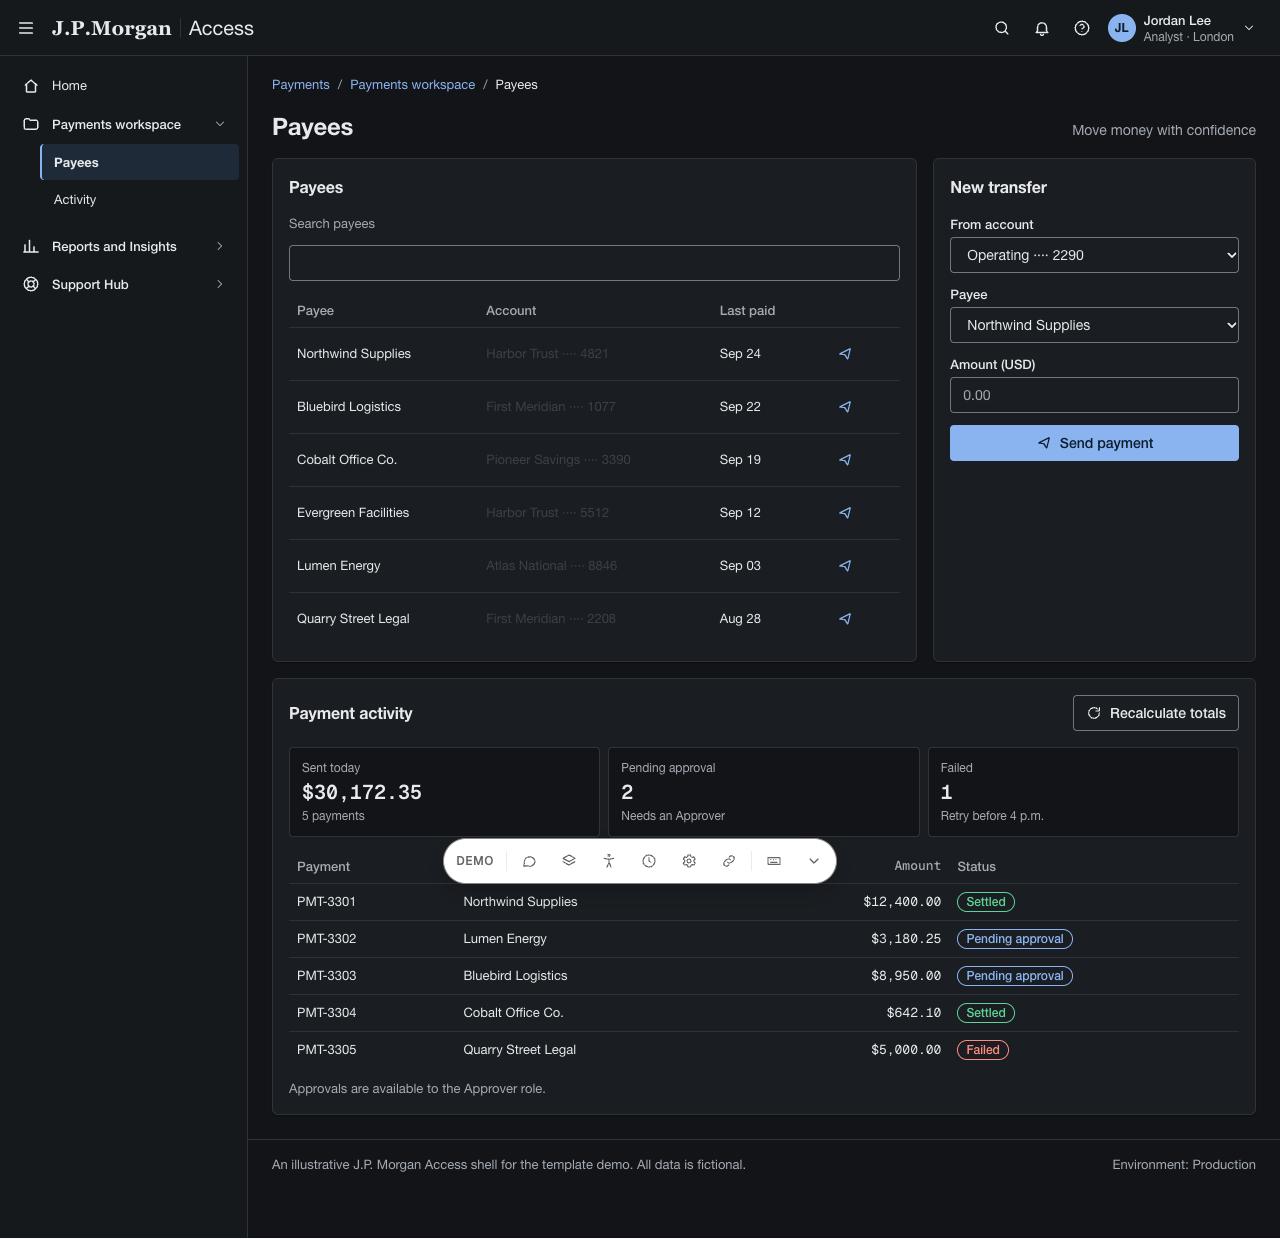 J.P.Morgan Access
JL
Jordan Lee
Analyst · London
Home
Payments workspace
Payees
Activity
Reports and Insights
Support Hub
Payments / Payments workspace / Payees
Payees
Move money with confidence
Payees
Search payees
Payee Account Last paid
Northwind Supplies Harbor Trust ···· 4821 Sep 24
Bluebird Logistics First Meridian ···· 1077 Sep 22
Cobalt Office Co. Pioneer Savings ···· 3390 Sep 19
Evergreen Facilities Harbor Trust ···· 5512 Sep 12
Lumen Energy Atlas National ···· 8846 Sep 03
Quarry Street Legal First Meridian ···· 2208 Aug 28
New transfer
From account
Operating ···· 2290
Payee
Northwind Supplies
Amount (USD)
0.00
Send payment
Payment activity
Recalculate totals
Sent today
$30,172.35
5 payments
Pending approval
2
Needs an Approver
Failed
1
Retry before 4 p.m.
DEMO
Payment Amount Status
PMT-3301 Northwind Supplies $12,400.00 Settled
PMT-3302 Lumen Energy $3,180.25 Pending approval
PMT-3303 Bluebird Logistics $8,950.00 Pending approval
PMT-3304 Cobalt Office Co. $642.10 Settled
PMT-3305 Quarry Street Legal $5,000.00 Failed
Approvals are available to the Approver role.
An illustrative J.P. Morgan Access shell for the template demo. All data is fictional.
Environment: Production